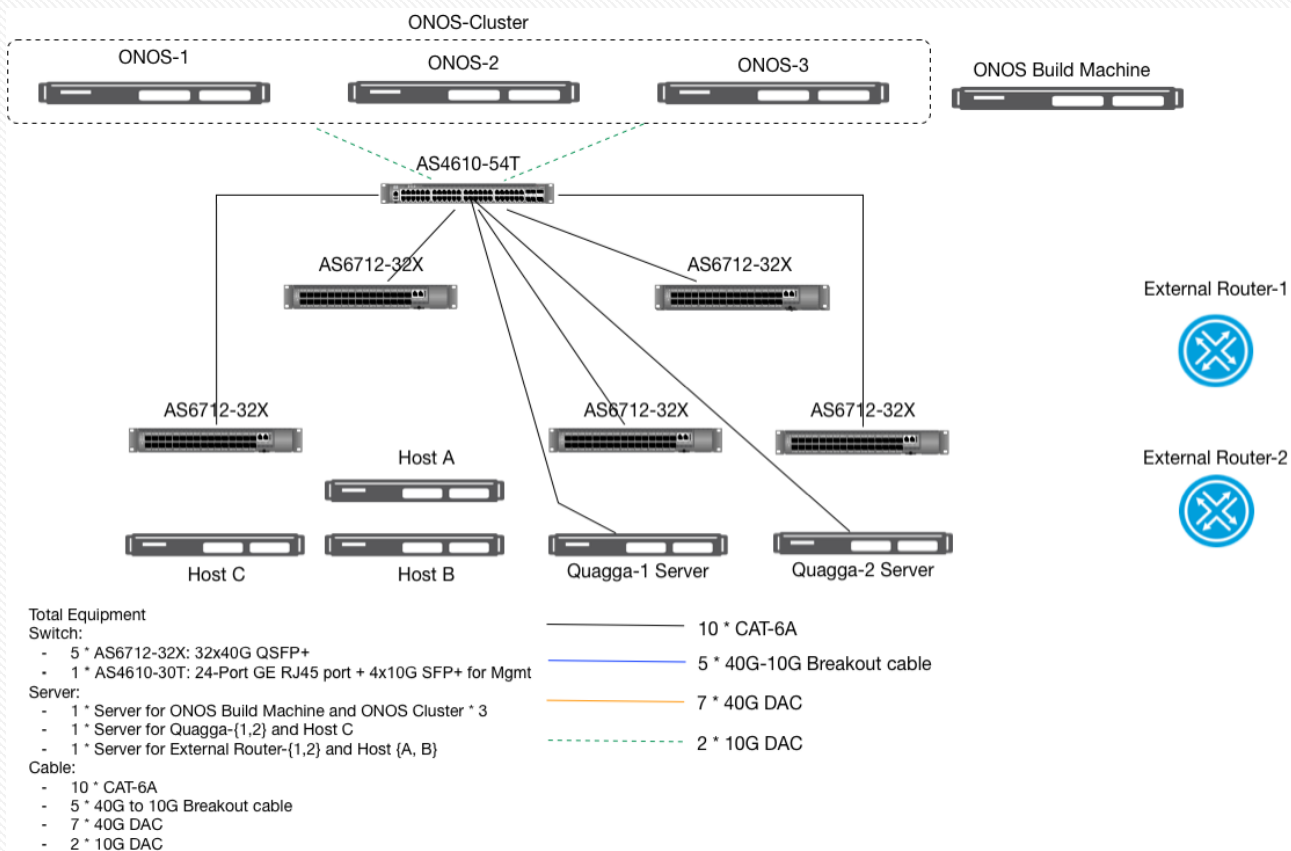 ONOS-Cluster
ONOS-1
ONOS-2
ONOS-3
ONOS Build Machine
AS4610-54T
AS6712-32X
AS6712-32X
External Router-1
AS6712-32X
AS6712-32X
AS6712-32X
Host A
External Router-2
Host C
Host B
Quagga-1 Server
Quagga-2 Server
Total Equipment
Switch:
- 5 * AS6712-32X: 32x40G QSFP+
- 1 * AS4610-30T: 24-Port GE RJ45 port + 4x10G SFP+ for Mgmt
Server:
- 1 * Server for ONOS Build Machine and ONOS Cluster * 3
- 1 * Server for Quagga-{1,2} and Host C
- 1 * Server for External Router-{1,2} and Host {A, B}
Cable:
- 10 * CAT-6A
- 5 * 40G to 10G Breakout cable
- 7 * 40G DAC
- 2 * 10G DAC
10 * CAT-6A
5 * 40G-10G Breakout cable
7 * 40G DAC
2 * 10G DAC